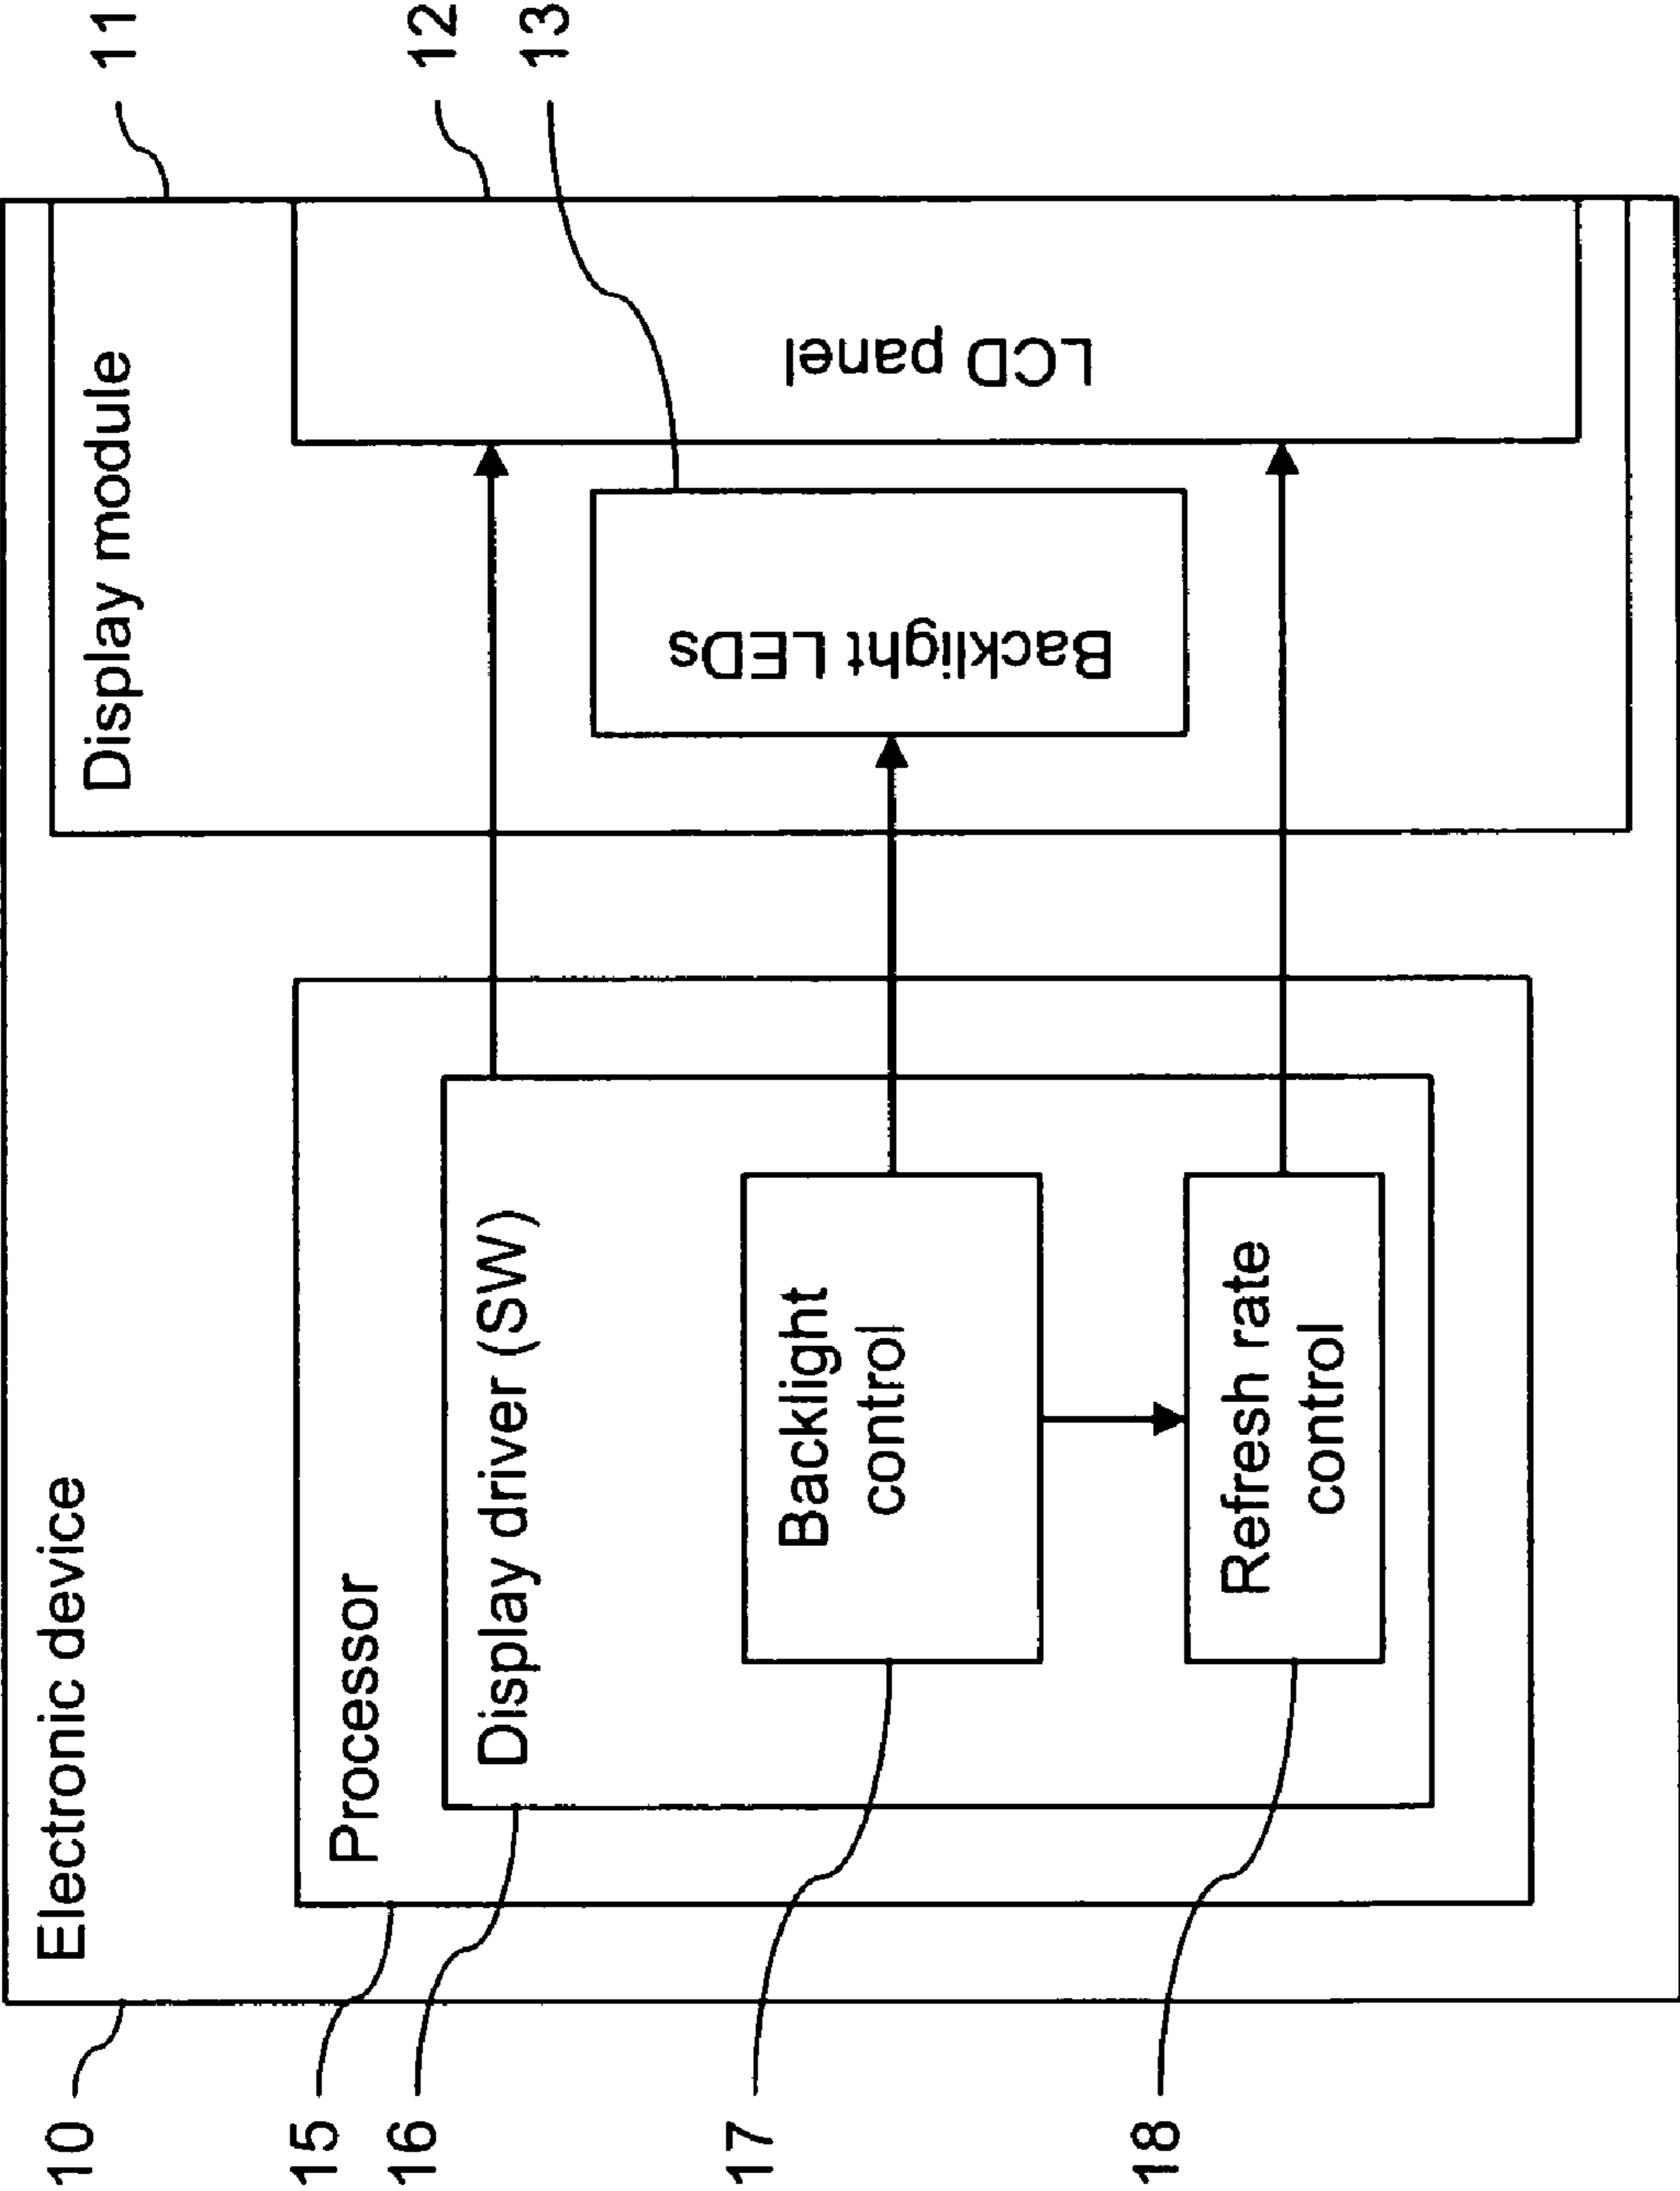 Electronic device
Display module
11
12
13
LCD panel
Backlight LEDs
Processor
Display driver (SW)
Backlight
control
Refresh rate
control
10
15
16
17
18